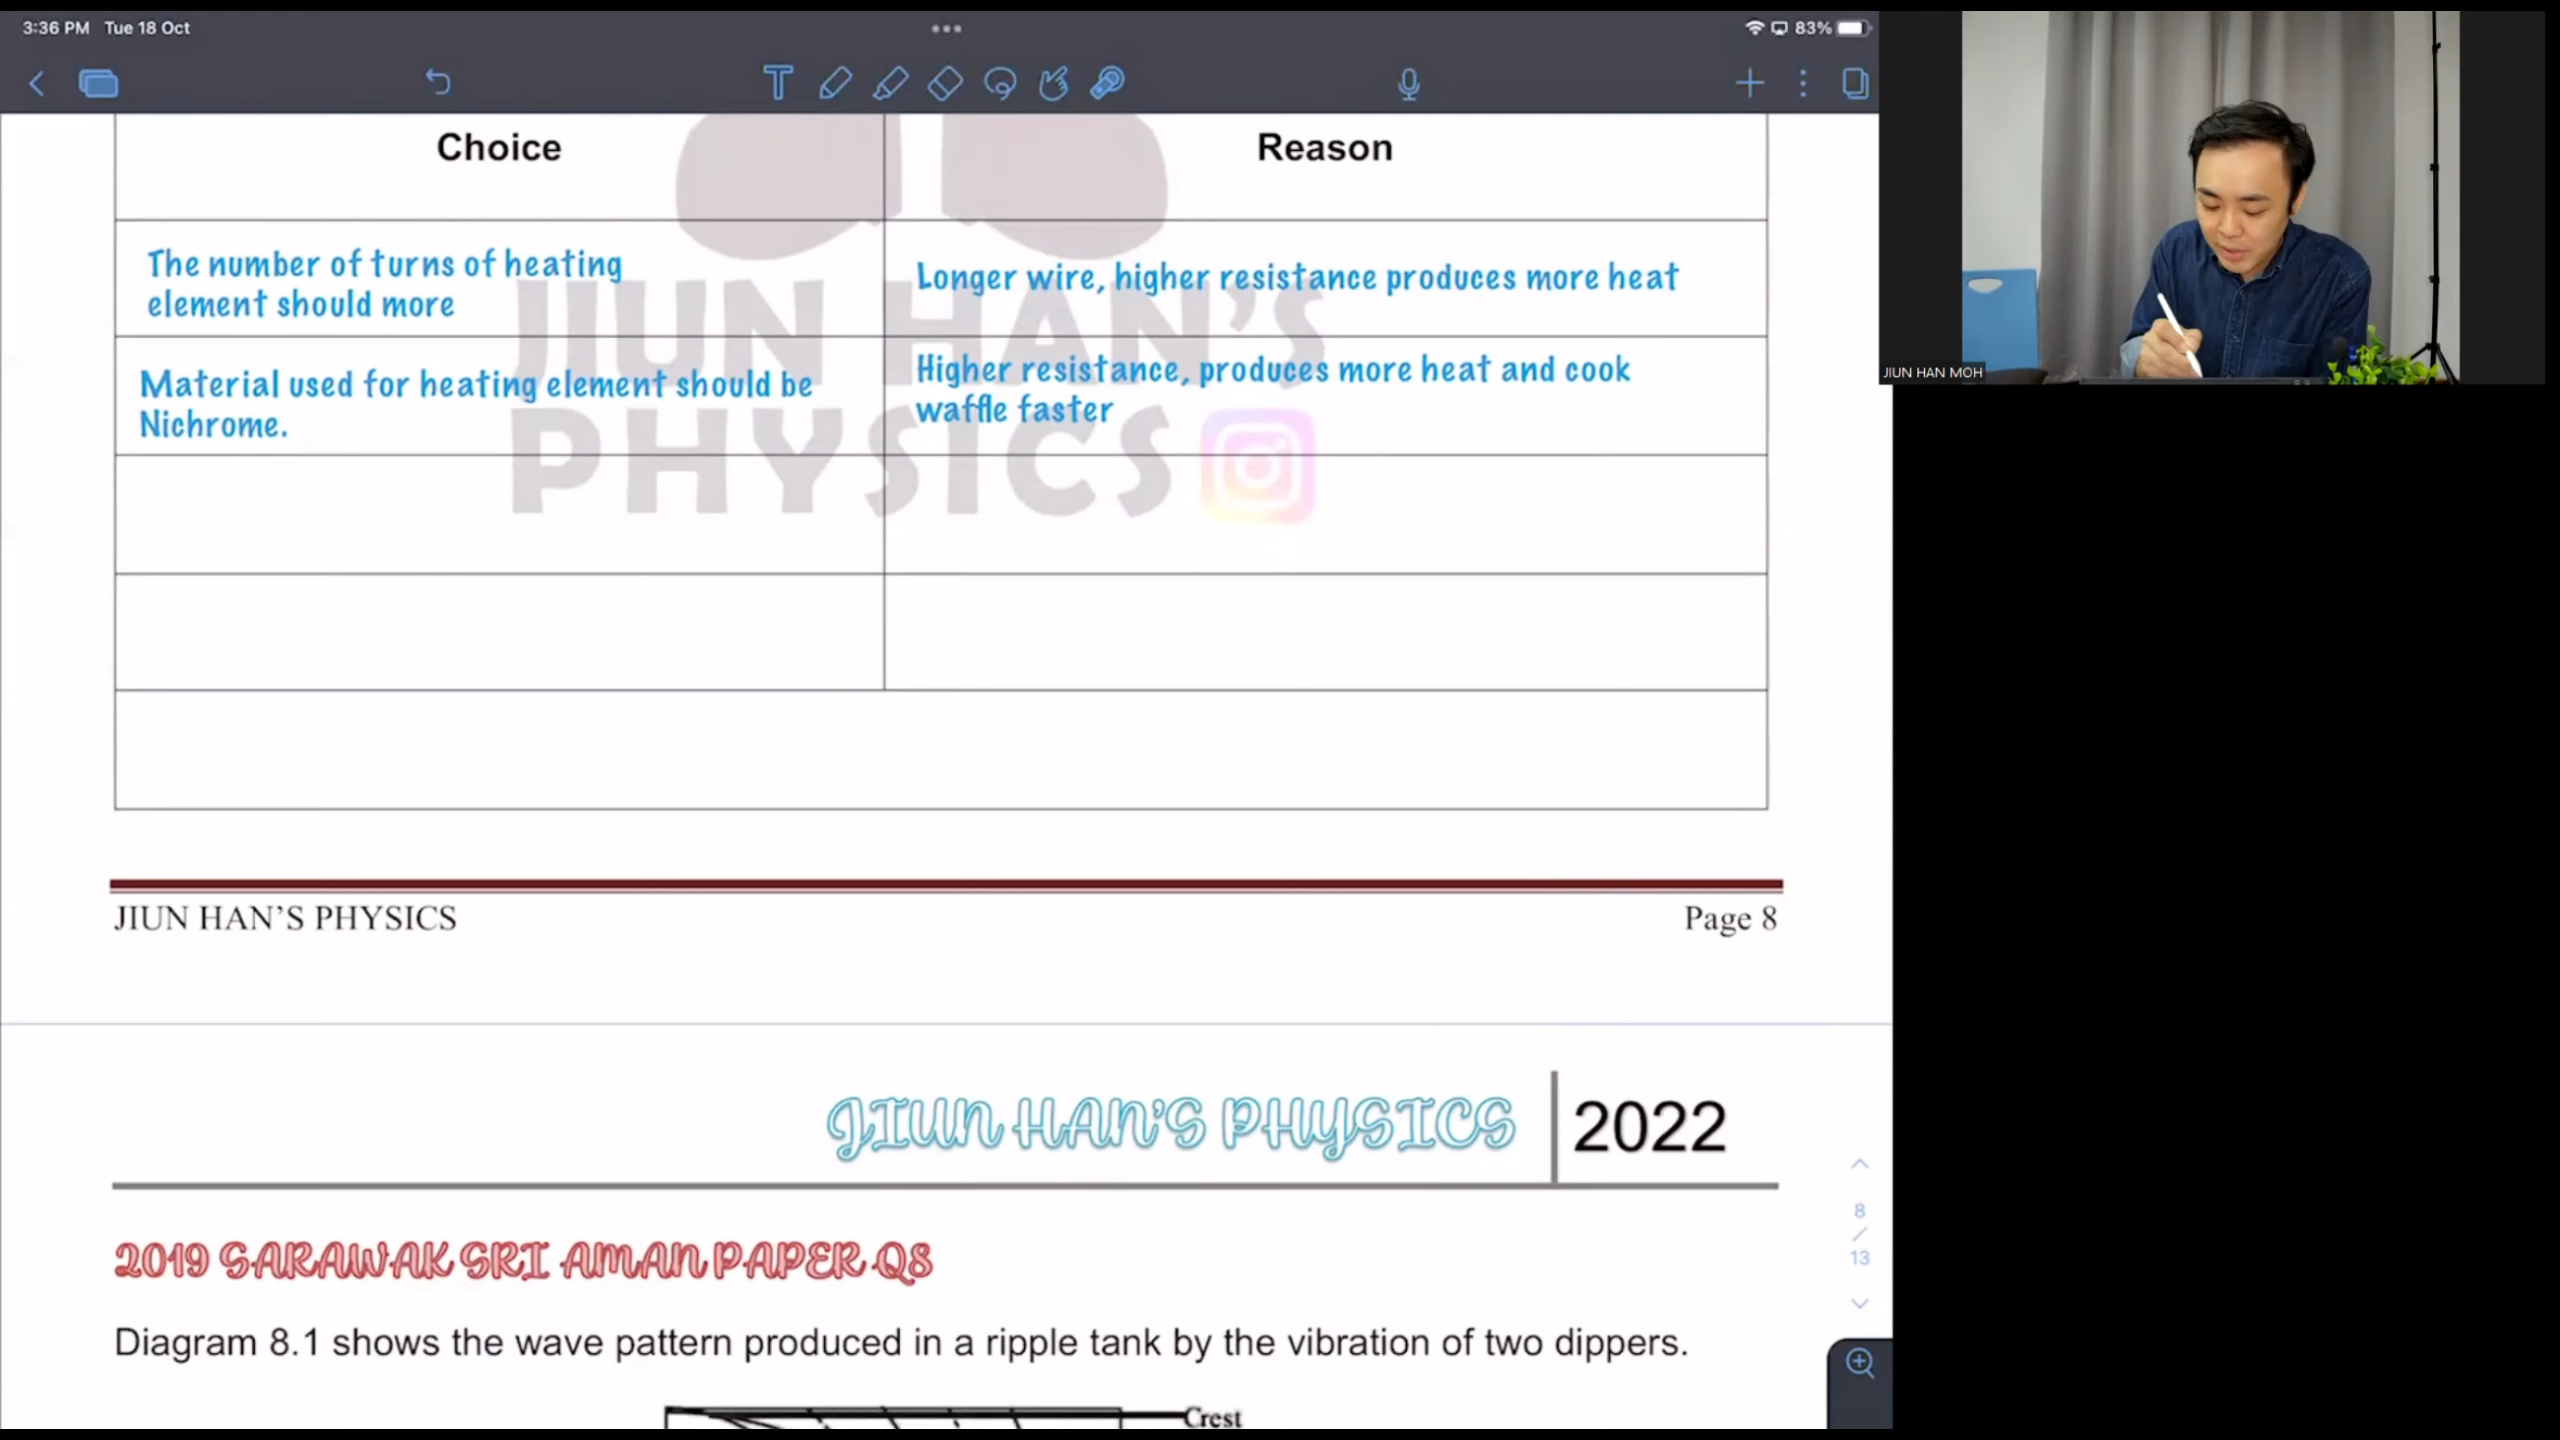 3:36 PM Tue 18 Oct
83%
Choice
Reason
The number of turns of heating
element should more
Longer wire, higher resistance produces more heat
Material used for heating element should be
Nichrome.
Higher resistance, produces more heat and cook
waffle faster
JIUN HAN'S
PHYSICS
JIUN HAN MOH
JIUN HAN'S PHYSICS
Page 8
JIUN HAN'S PHYSICS 2022
2019 SARAWAK SRI AMAN PAPER Q8
Diagram 8.1 shows the wave pattern produced in a ripple tank by the vibration of two dippers.
Crest
8
/
13